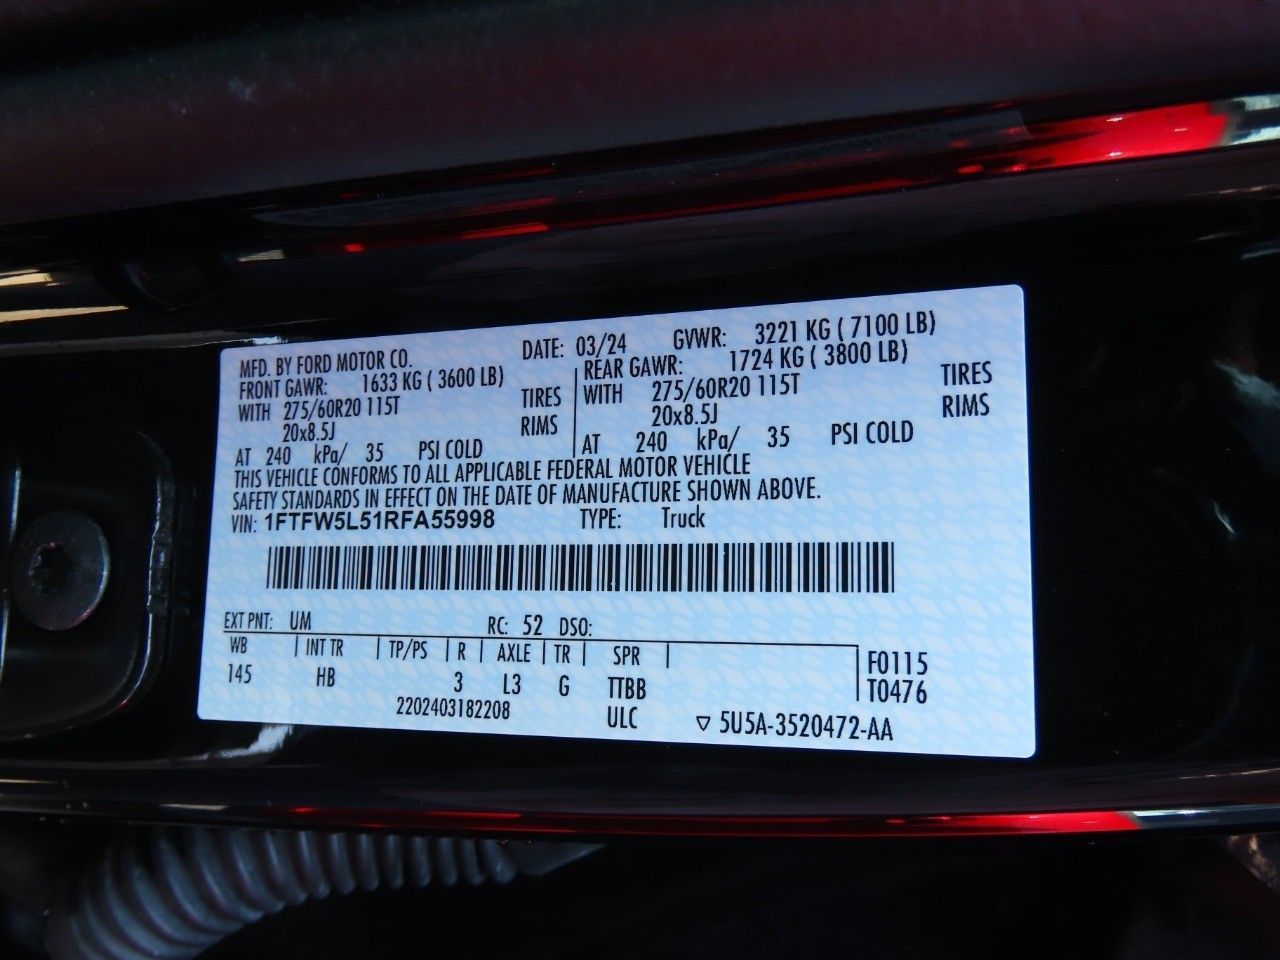 MFD. BY FORD MOTOR CO. DATE: 03/24 GVWR: 3221 KG ( 7100 LB)
FRONT GAWR: 1633 KG ( 3600 LB) REAR GAWR: 1724 KG ( 3800 LB)
WITH 275/60R20 115T TIRES WITH 275/60R20 115T TIRES
20x8.5J RIMS 20x8.5J RIMS
AT 240 kPa/ 35 PSI COLD AT 240 kPa/ 35 PSI COLD
THIS VEHICLE CONFORMS TO ALL APPLICABLE FEDERAL MOTOR VEHICLE
SAFETY STANDARDS IN EFFECT ON THE DATE OF MANUFACTURE SHOWN ABOVE.
VIN: 1FTFW5L51RFA55998 TYPE: Truck
EXT PNT: UM RC: 52 DSO:
WB INT TR TP/PS R AXLE TR SPR F0115
145 HB 3 L3 G TTBB T0476
2202403182208 ULC ▽ 5U5A-3520472-AA